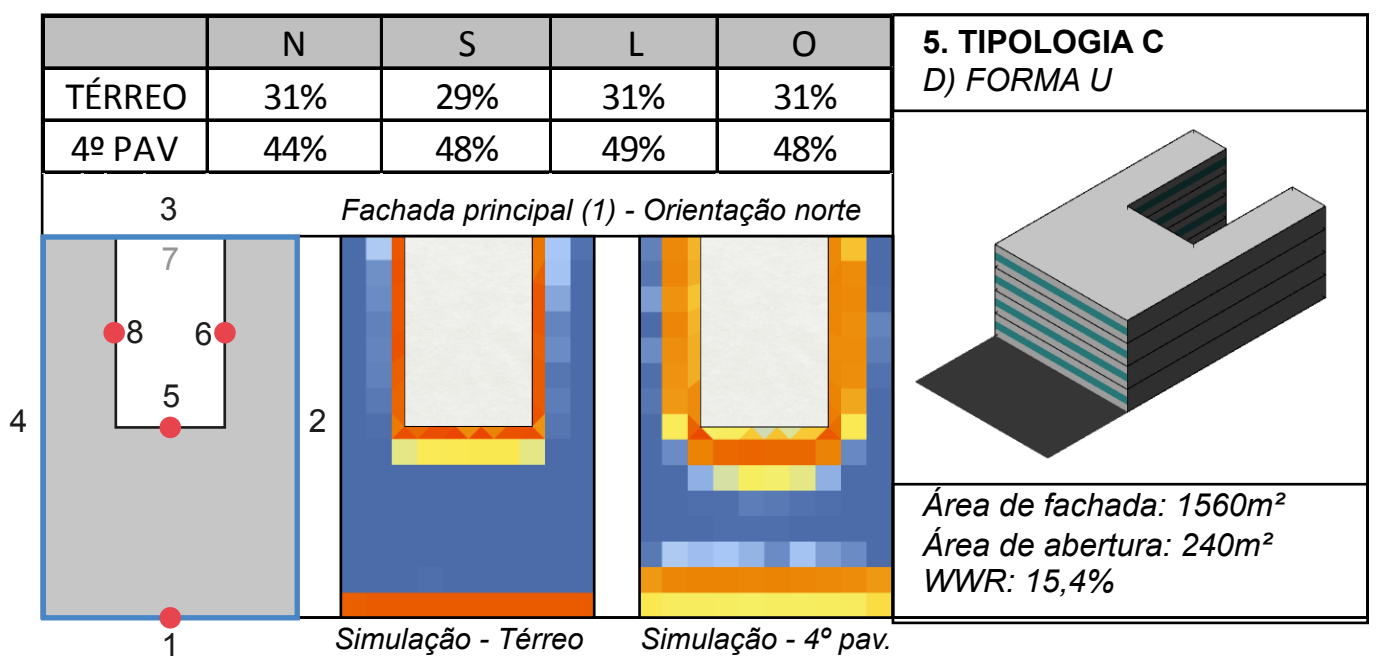 N S L O
TÉRREO 31% 29% 31% 31%
4º PAV 44% 48% 49% 48%
5. TIPOLOGIA C
D) FORMA U
3
Fachada principal (1) - Orientação norte
7
8 6
5
4 2
1
Simulação - Térreo
Simulação - 4º pav.
Área de fachada: 1560m²
Área de abertura: 240m²
WWR: 15,4%